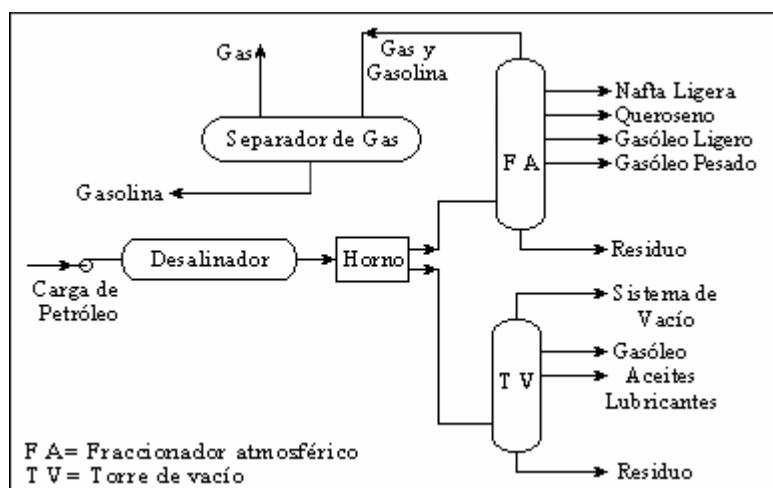 Gas
Gas y
Gasolina
Separador de Gas
Gasolina
Nafta Ligera
Queroseno
Gasóleo Ligero
Gasóleo Pesado
F A
Residuo
Carga de
Petróleo
Desalinador
Horno
Sistema de
Vacío
Gasóleo
Aceites
Lubricantes
T V
Residuo
F A= Fraccionador atmosférico
T V= Torre de vacío